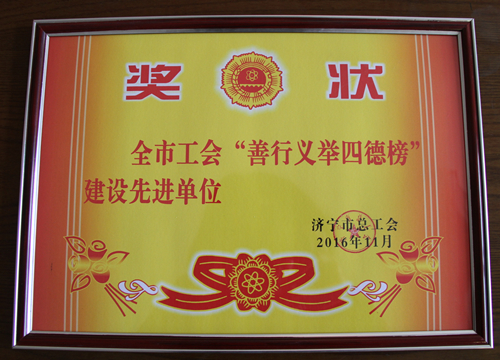 奖 状
全市工会“善行义举四德榜”
建设先进单位
济宁市总工会
2016年11月